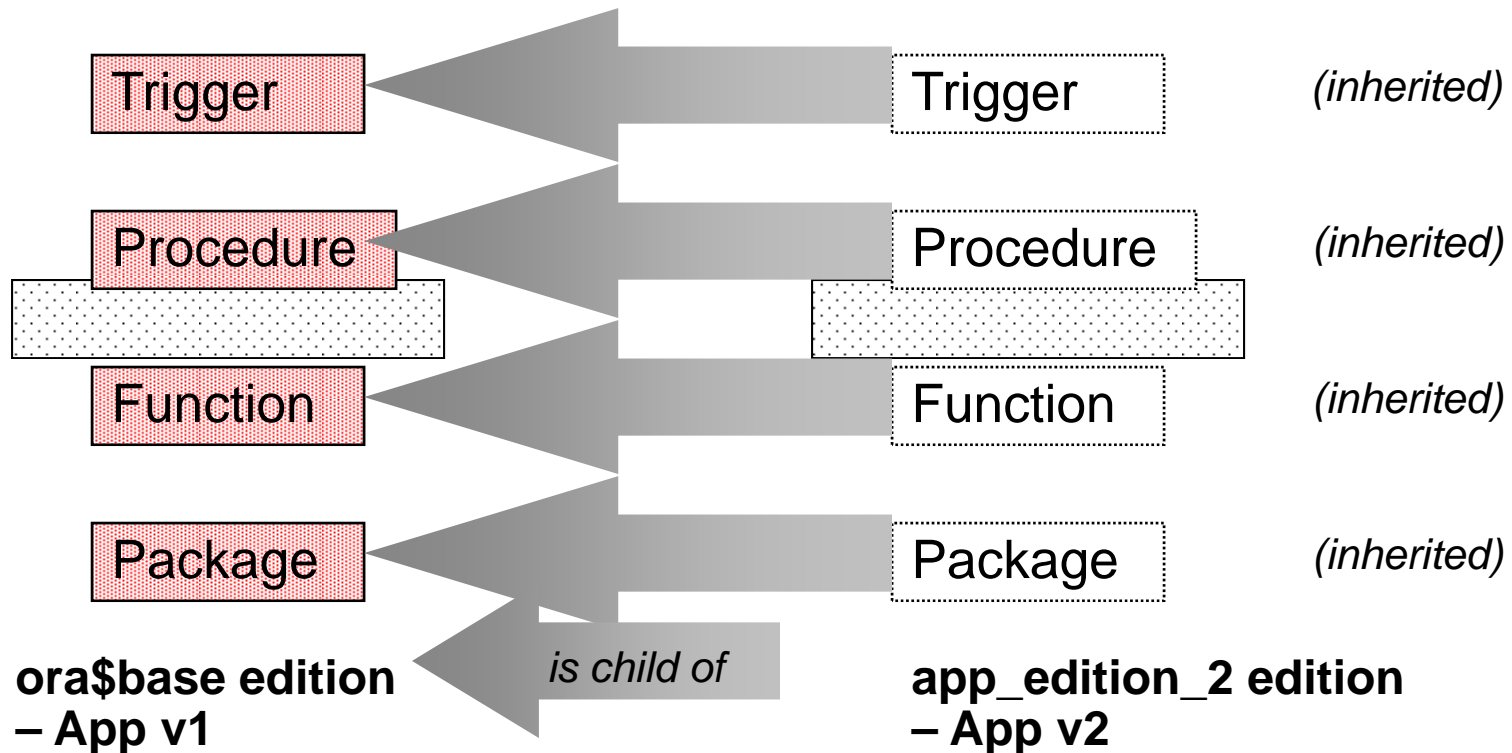 Trigger Trigger (inherited)
Procedure Procedure (inherited)
Function Function (inherited)
Package Package (inherited)
is child of
ora$base edition app_edition_2 edition
– App v1 – App v2